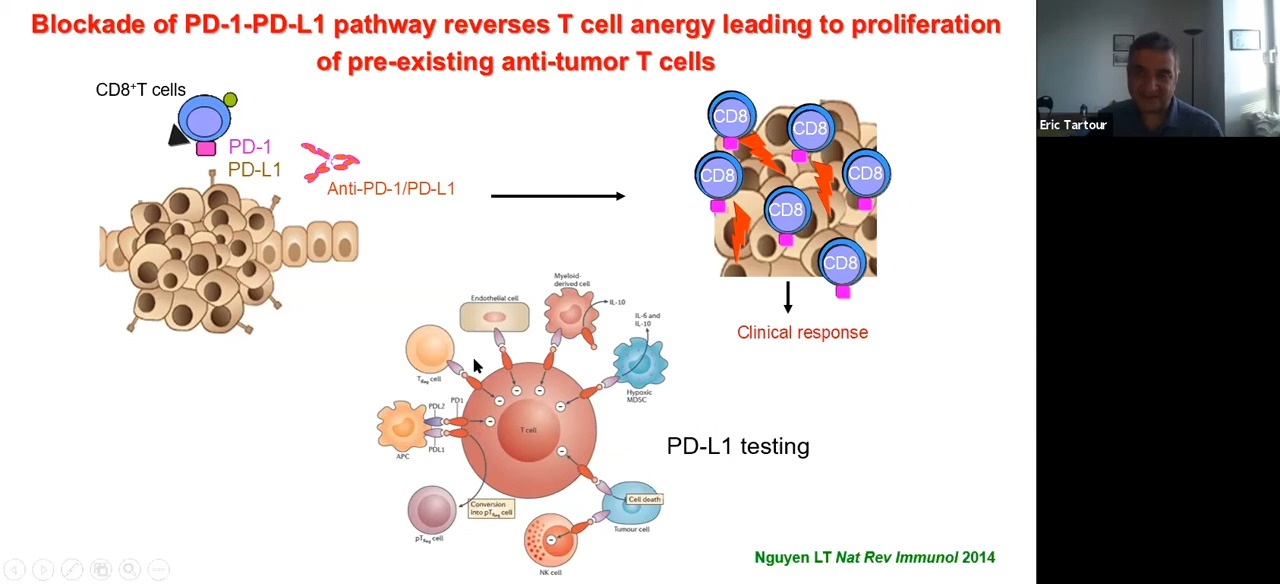 Blockade of PD-1-PD-L1 pathway reverses T cell anergy leading to proliferation
of pre-existing anti-tumor T cells
CD8+T cells
PD-1
PD-L1
Anti-PD-1/PD-L1
CD8
CD8
CD8
CD8
CD8
CD8
Clinical response
Eric Tartour
Myeloid-
derived cell
IL-10
Endothelial cell
IL-6 and
IL-10
TReg cell
Hypoxic
MDSC
PDL2
PD1
T cell
APC
PDL1
PD-L1 testing
Conversion
into pTReg cell
Cell death
Tumour cell
pTReg cell
NK cell
Nguyen LT Nat Rev Immunol 2014